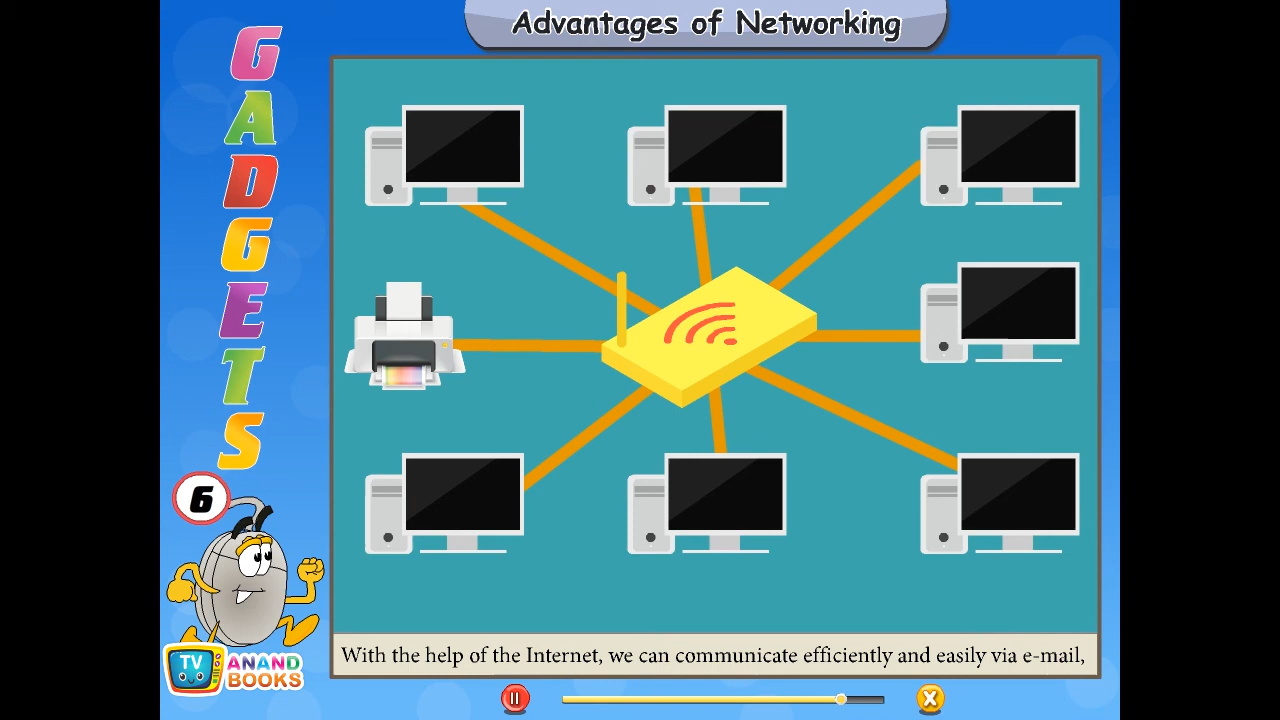 Advantages of Networking
GADGETS
6
With the help of the Internet, we can communicate efficiently and easily via e-mail,
TV
ANAND
BOOKS
X